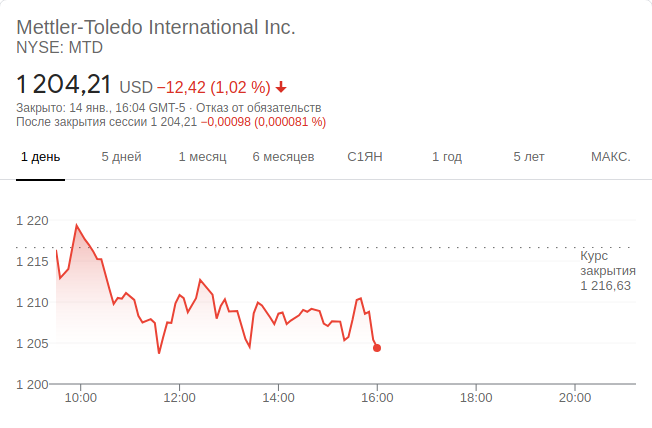 Mettler-Toledo International Inc.
NYSE: MTD
1 204,21 USD −12,42 (1,02 %)
Закрыто: 14 янв., 16:04 GMT-5 · Отказ от обязательств
После закрытия сессии 1 204,21 −0,00098 (0,000081 %)
1 день 5 дней 1 месяц 6 месяцев С1ЯН 1 год 5 лет МАКС.
1 220
1 215
1 210
1 205
1 200
Курс
закрытия
1 216,63
10:00 12:00 14:00 16:00 18:00 20:00